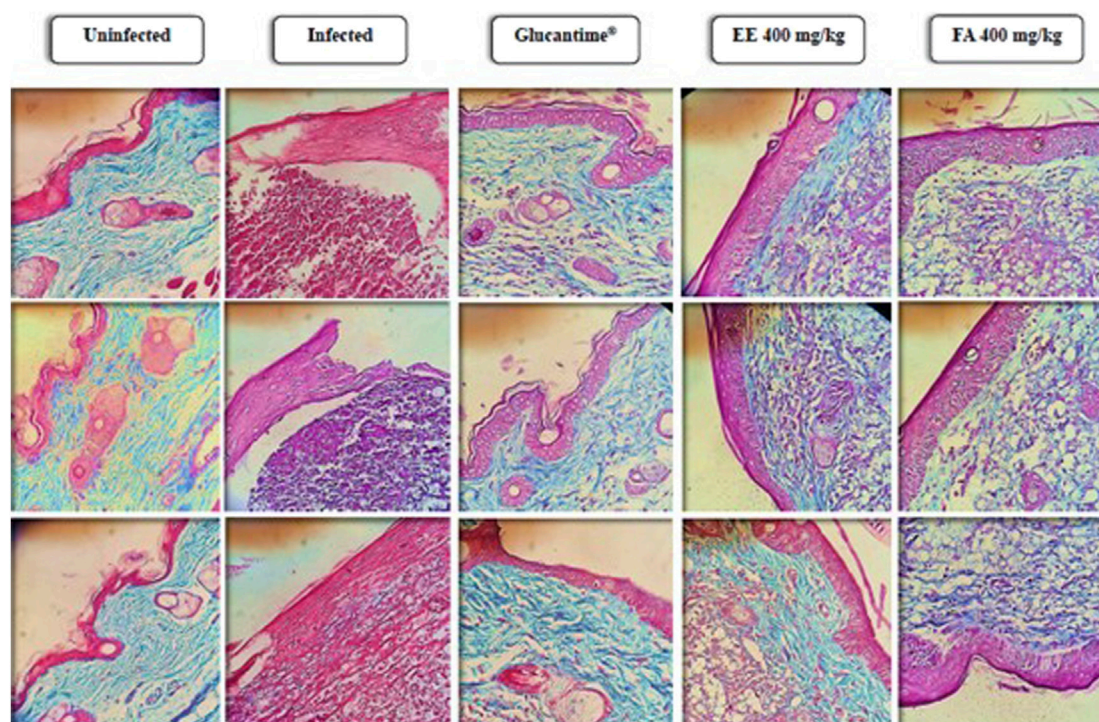 Uninfected
Infected
Glucantime®
EE 400 mg/kg
FA 400 mg/kg